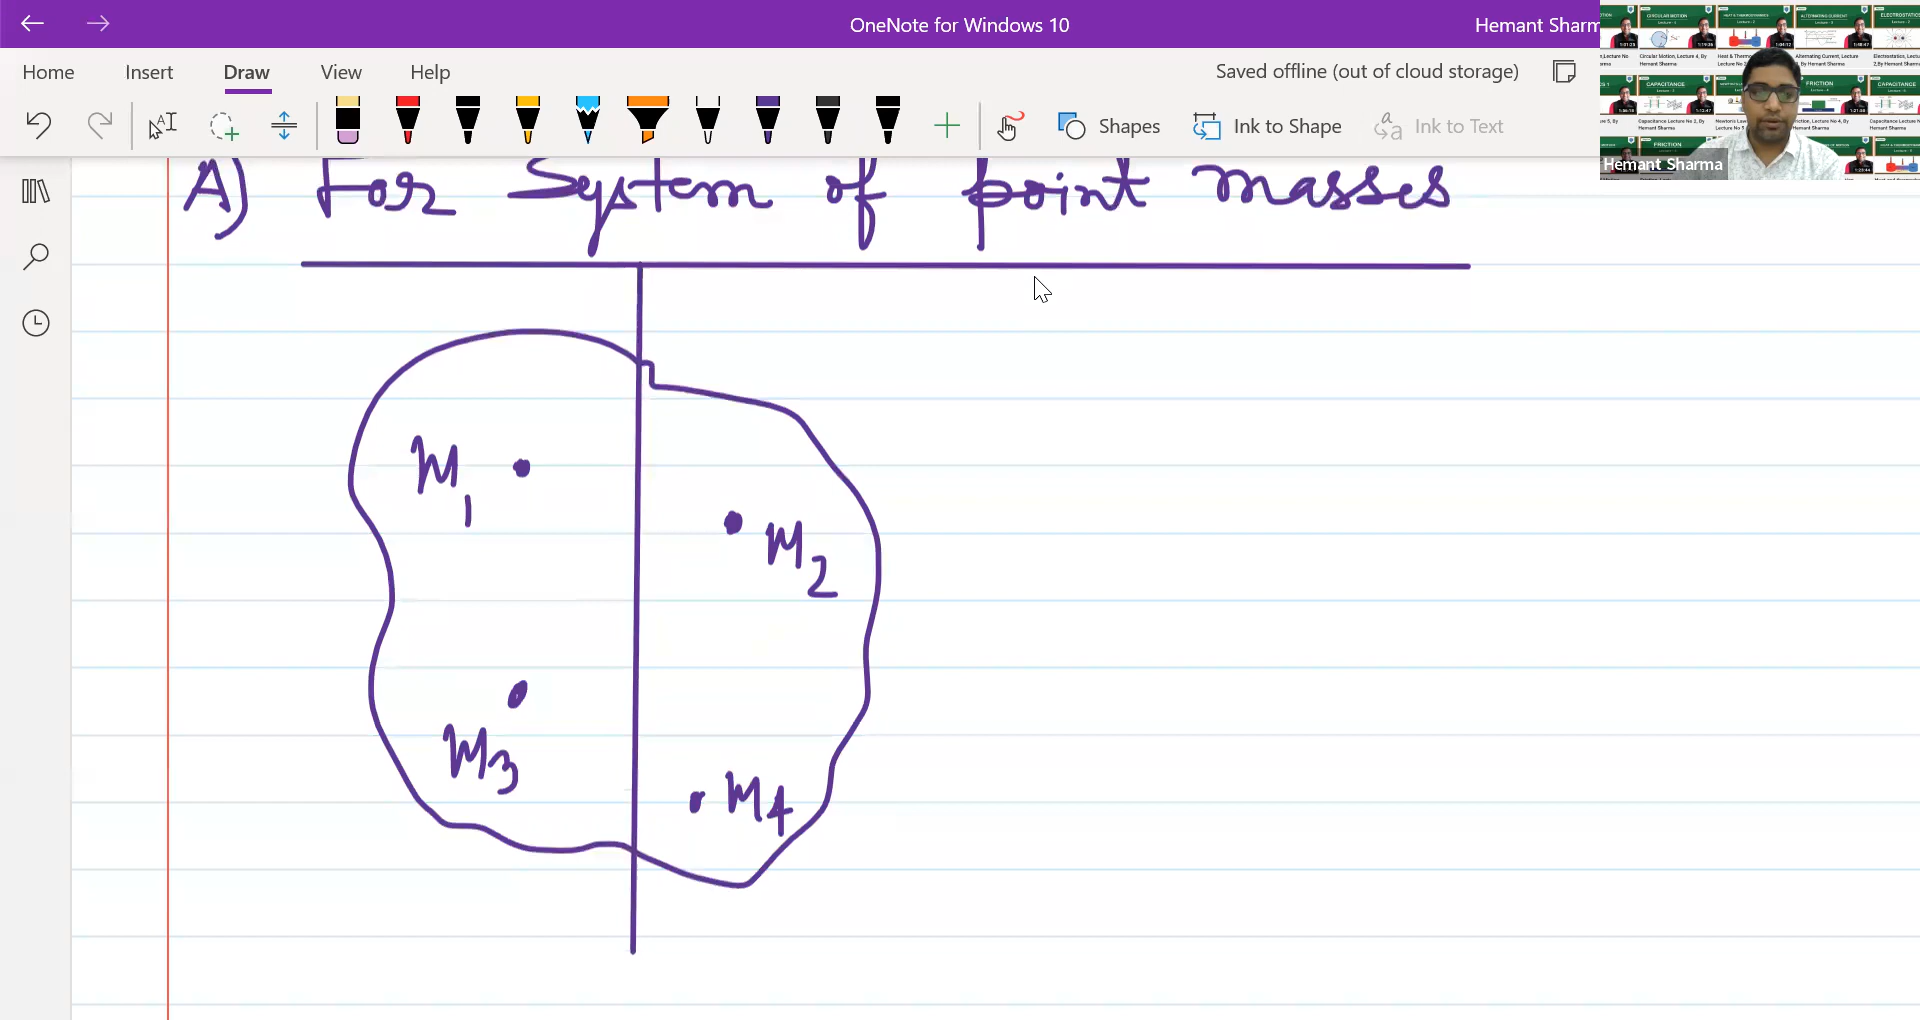 OneNote for Windows 10
Hemant Sharm
Home Insert Draw View Help
Saved offline (out of cloud storage)
Shapes Ink to Shape Ink to Text
Hemant Sharma
A) For System of point masses
M1
M2
M3
M4